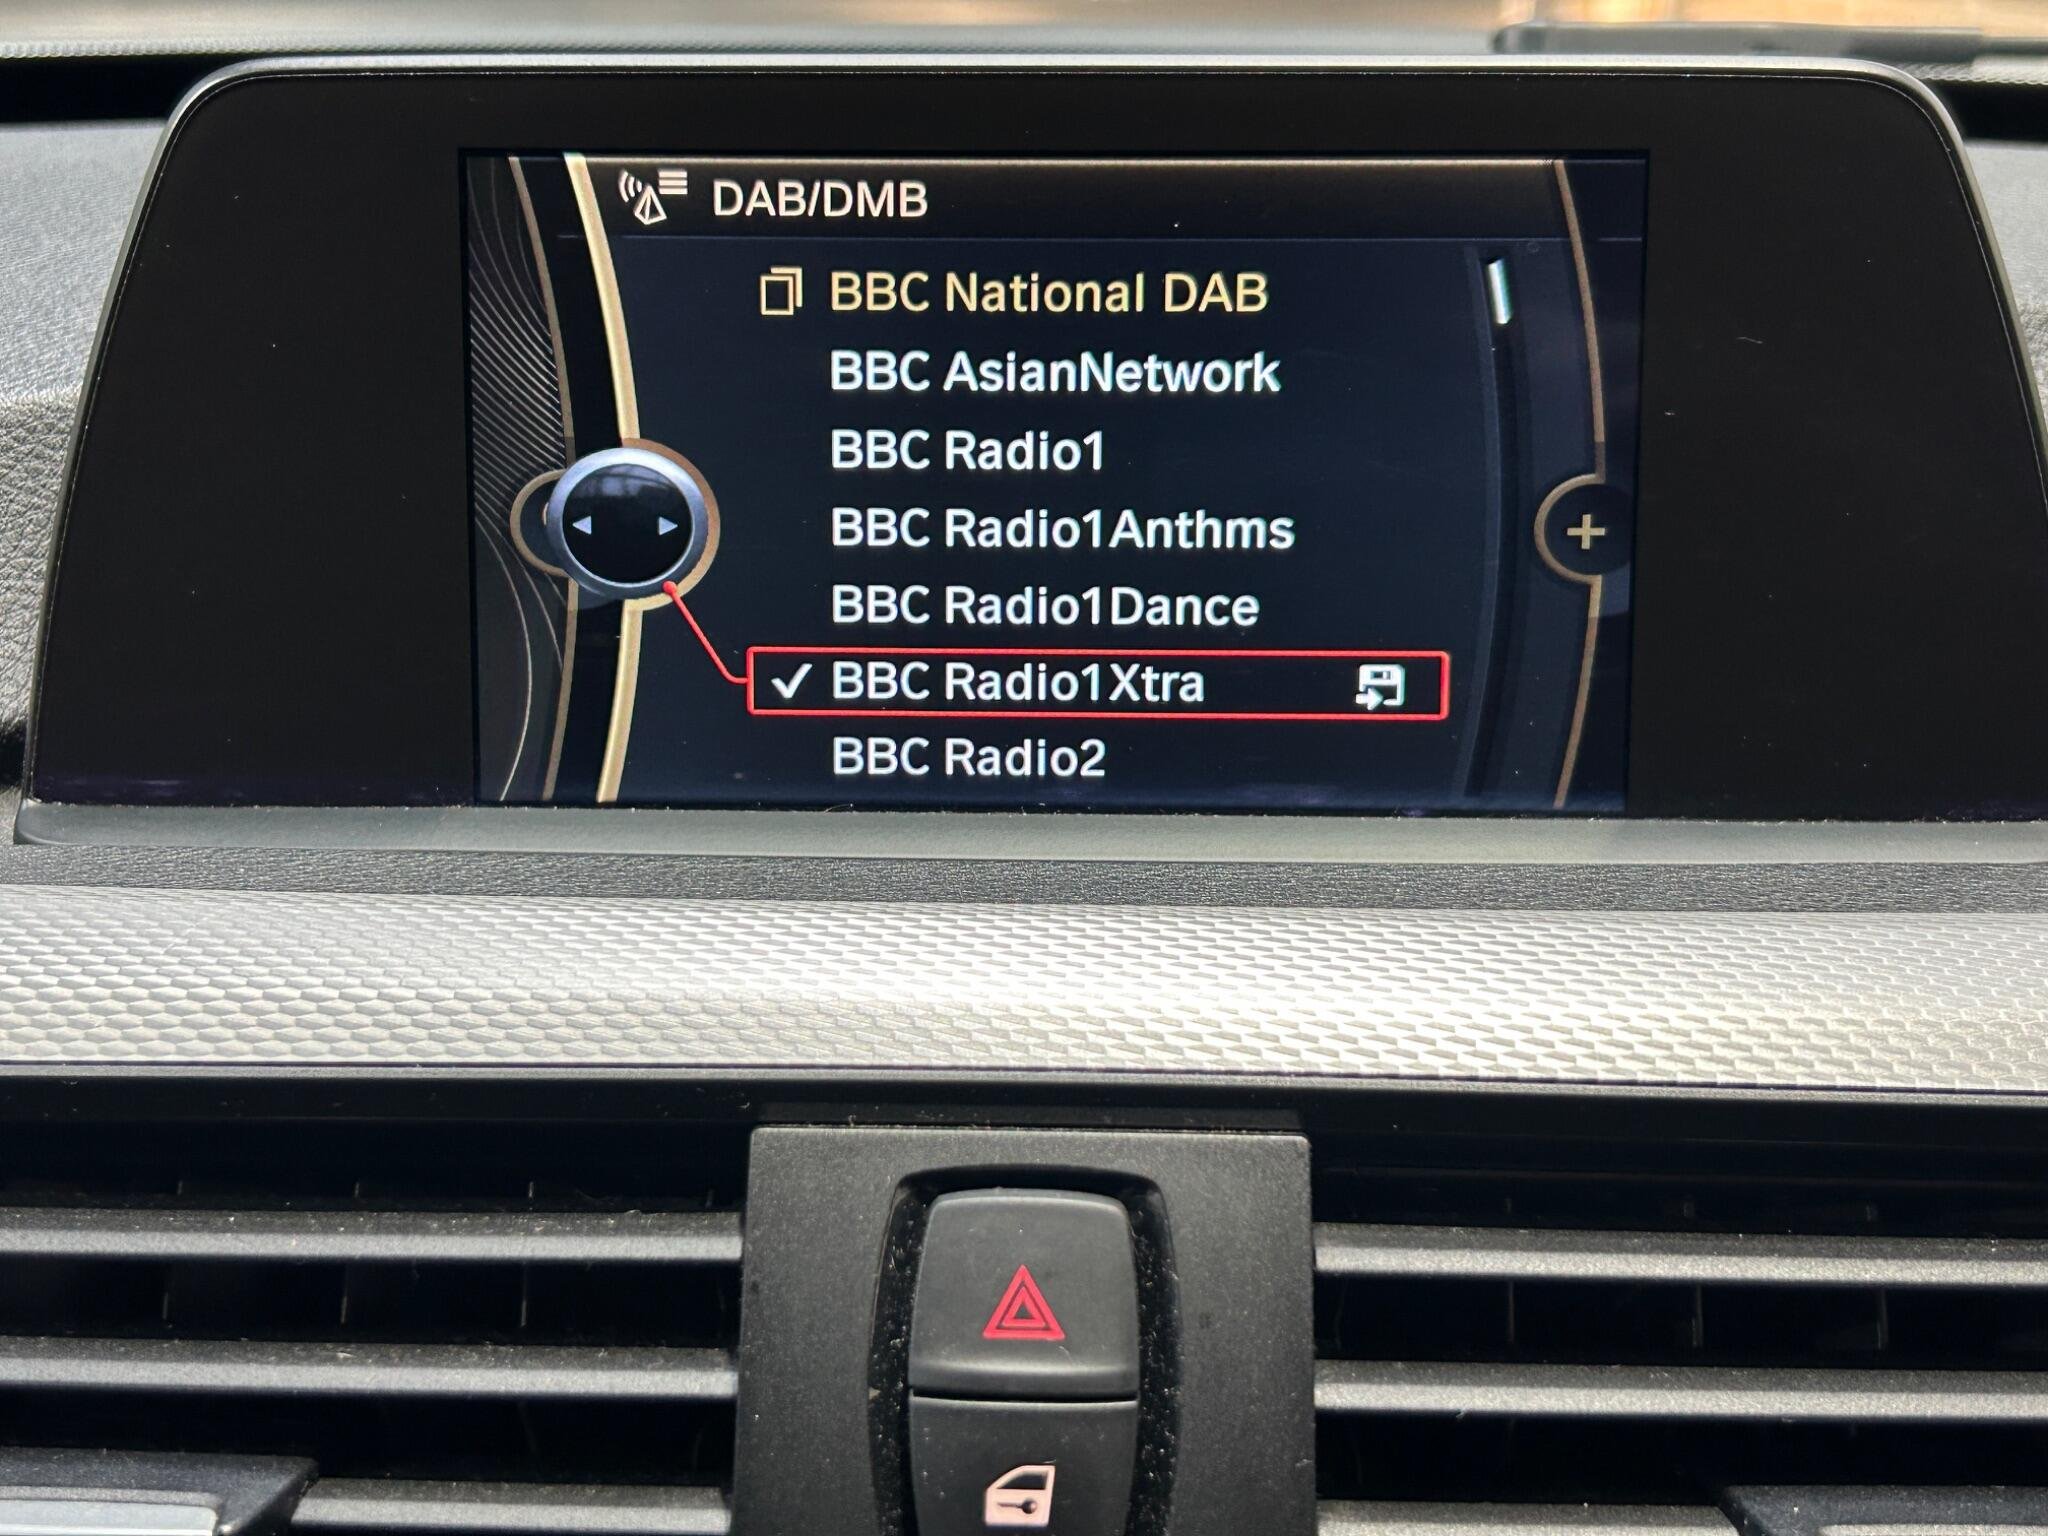 DAB/DMB
BBC National DAB
BBC AsianNetwork
BBC Radio1
BBC Radio1Anthms
BBC Radio1Dance
BBC Radio1Xtra
BBC Radio2